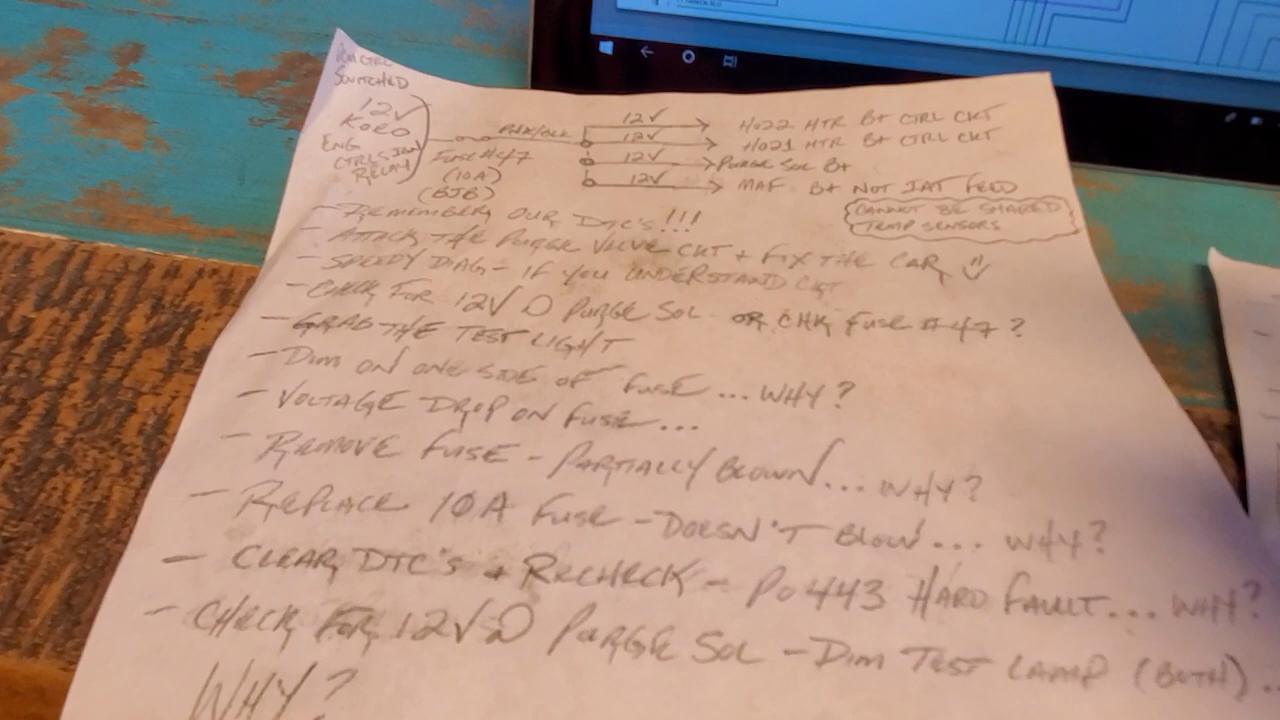 PCM CTRL
SWITCHED
12V
KOEO
ENG
CTRLS IGN
RELAY
FUSE #47
(10A)
(BJB)
PNK/BLK
12V
12V
12V
12V
HO22 HTR B+ CTRL CKT
HO21 HTR B+ CTRL CKT
PURGE SOL B+
MAF B+ NOT IAT FEED
CANNOT BE SHARED
TEMP SENSORS
- REMEMBER OUR DTC'S!!!
- ATTACK THE PURGE VALVE CKT + FIX THE CAR
- SPEEDY DIAG - IF YOU UNDERSTAND CKT
- CHECK FOR 12V @ PURGE SOL OR CHK FUSE #47?
- GRAB THE TEST LIGHT
- DIM ON ONE SIDE OF FUSE... WHY?
- VOLTAGE DROP ON FUSE...
- REMOVE FUSE - PARTIALLY BLOWN... WHY?
- REPLACE 10A FUSE - DOESN'T BLOW... WHY?
- CLEAR DTC'S + RECHECK - P0443 HARD FAULT... WHY?
- CHECK FOR 12V @ PURGE SOL - DIM TEST LAMP (BOTH)..
WHY?